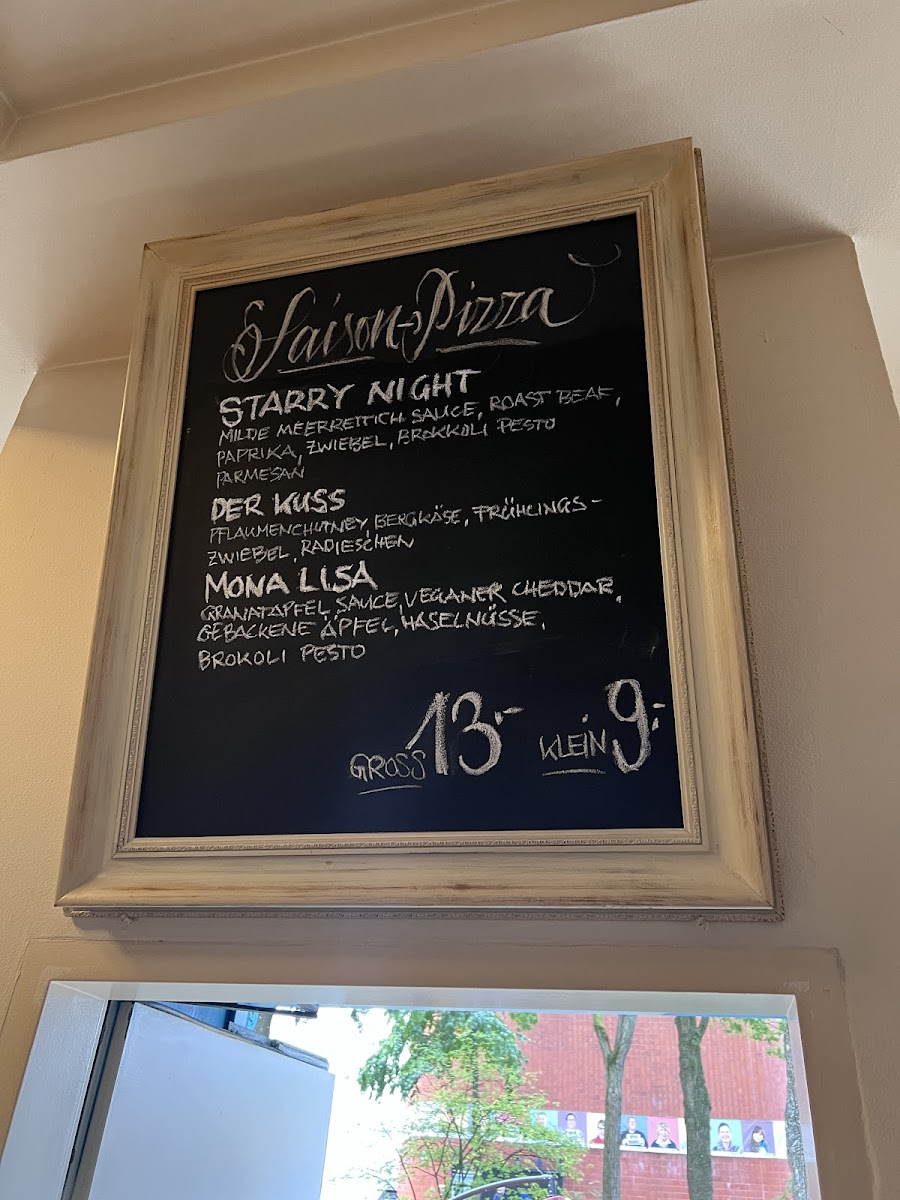 Saison-Pizza
STARRY NIGHT
MILDE MEERRETTICH SAUCE, ROAST BEAF,
PAPRIKA, ZWIEBEL, BROKKOLI PESTO
PARMESAN
DER KUSS
PFLAUMENCHUTNEY, BERGKÄSE, FRÜHLINGS-
ZWIEBEL, RADIESCHEN
MONA LISA
GRANATAPFEL SAUCE, VEGANER CHEDDAR,
GEBACKENE ÄPFEL, HASELNÜSSE,
BROKOLI PESTO
GROSS 13.- KLEIN 9.-